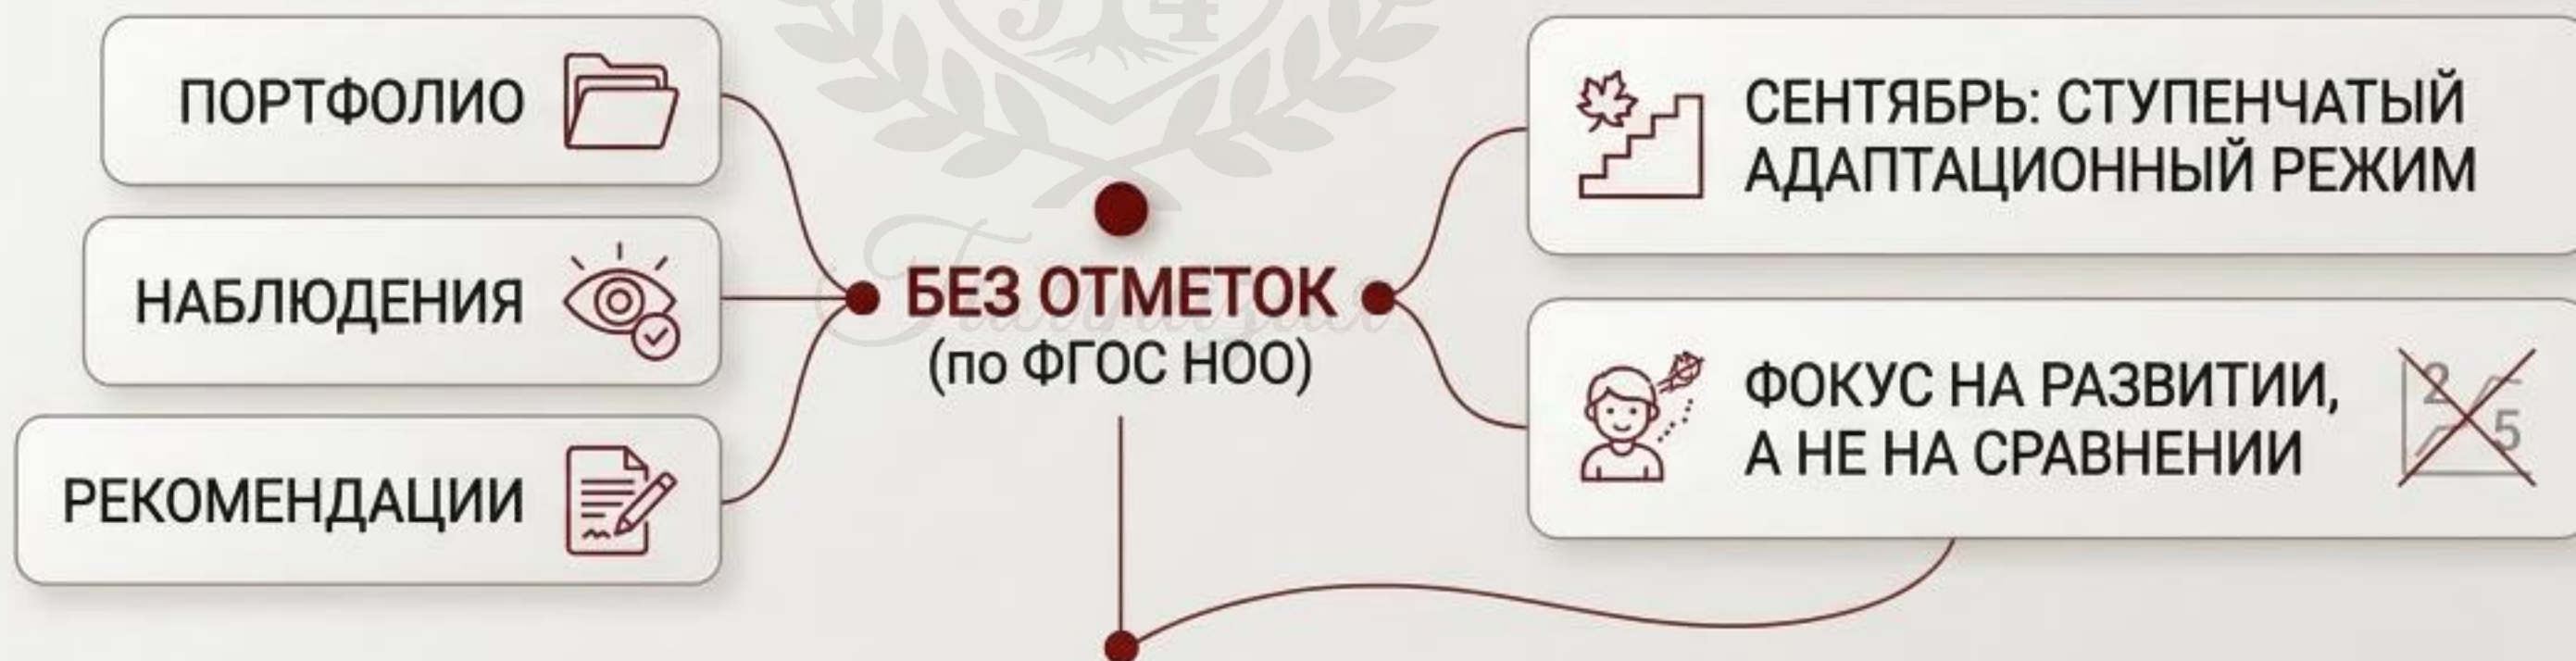 ПОРТФОЛИО
НАБЛЮДЕНИЯ
РЕКОМЕНДАЦИИ
БЕЗ ОТМЕТОК
(по ФГОС НОО)
СЕНТЯБРЬ: СТУПЕНЧАТЫЙ
АДАПТАЦИОННЫЙ РЕЖИМ
ФОКУС НА РАЗВИТИИ,
А НЕ НА СРАВНЕНИИ
2
5
Гимназия